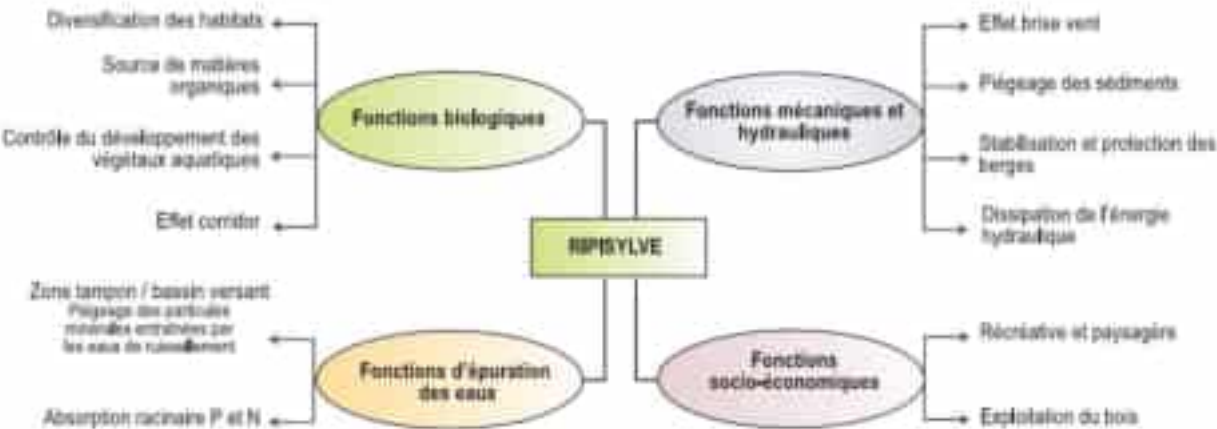 Diversification des habitats
Source de matières
organiques
Contrôle du développement des
végétaux aquatiques
Effet corridor
Fonctions biologiques
Fonctions mécaniques et
hydrauliques
Effet brise vent
Piégeage des sédiments
Stabilisation et protection des
berges
Dissipation de l'énergie
hydraulique
RIPISYLVE
Zone tampon / bassin versant
Piégeage des particules
minérales entraînées par
les eaux de ruissellement
Absorption racinaire P et N
Fonctions d'épuration
des eaux
Fonctions
socio-économiques
Récréative et paysagère
Exploitation du bois